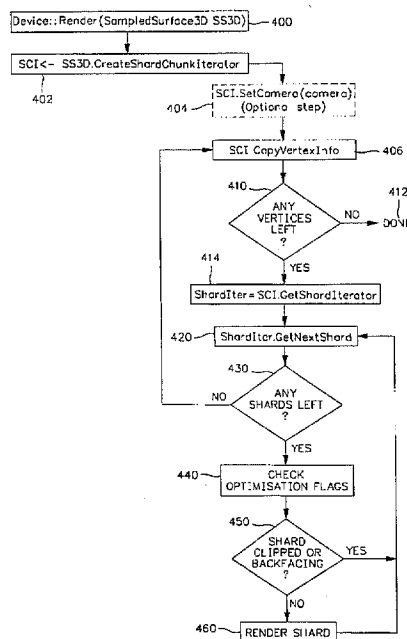 Device::Render(SampledSurface3D SS3D)
400
SCI<- SS3D.CreateShardChunkIterator
402
SCI.SetCamera(camera)
(Optional step)
404
SCI CopyVertexInfo
406
410
ANY
VERTICES
LEFT
?
NO
412
DONE
YES
414
ShardIter=SCI.GetShardIterator
420
ShardIter.GetNextShard
430
ANY
SHARDS LEFT
?
NO
YES
440
CHECK
OPTIMISATION FLAGS
450
SHARD
CLIPPED OR
BACKFACING
?
YES
NO
460
RENDER SHARD